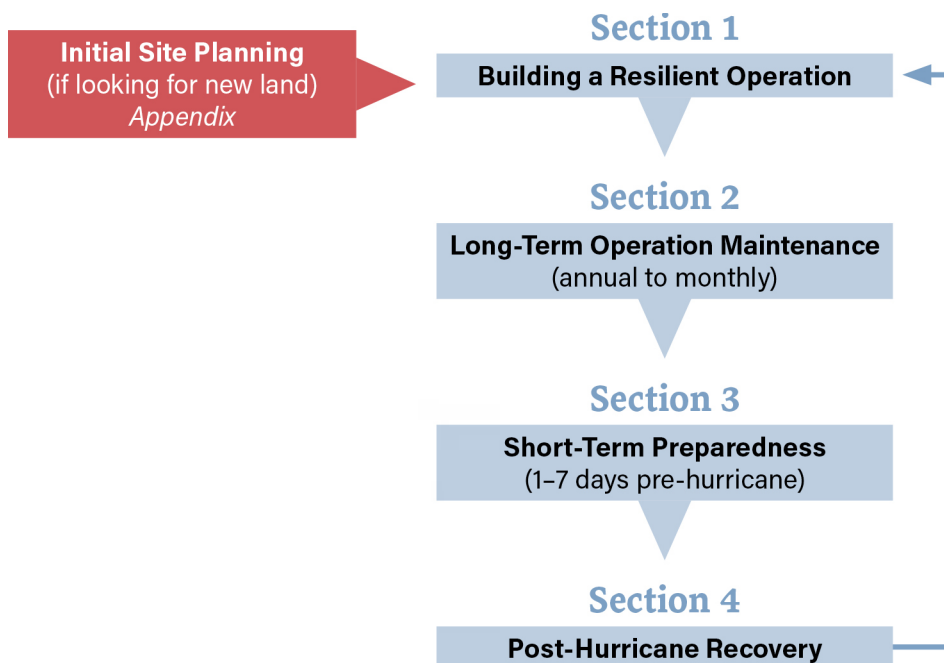 Section 1
Initial Site Planning
(if looking for new land)
Appendix
Building a Resilient Operation
Section 2
Long-Term Operation Maintenance
(annual to monthly)
Section 3
Short-Term Preparedness
(1–7 days pre-hurricane)
Section 4
Post-Hurricane Recovery